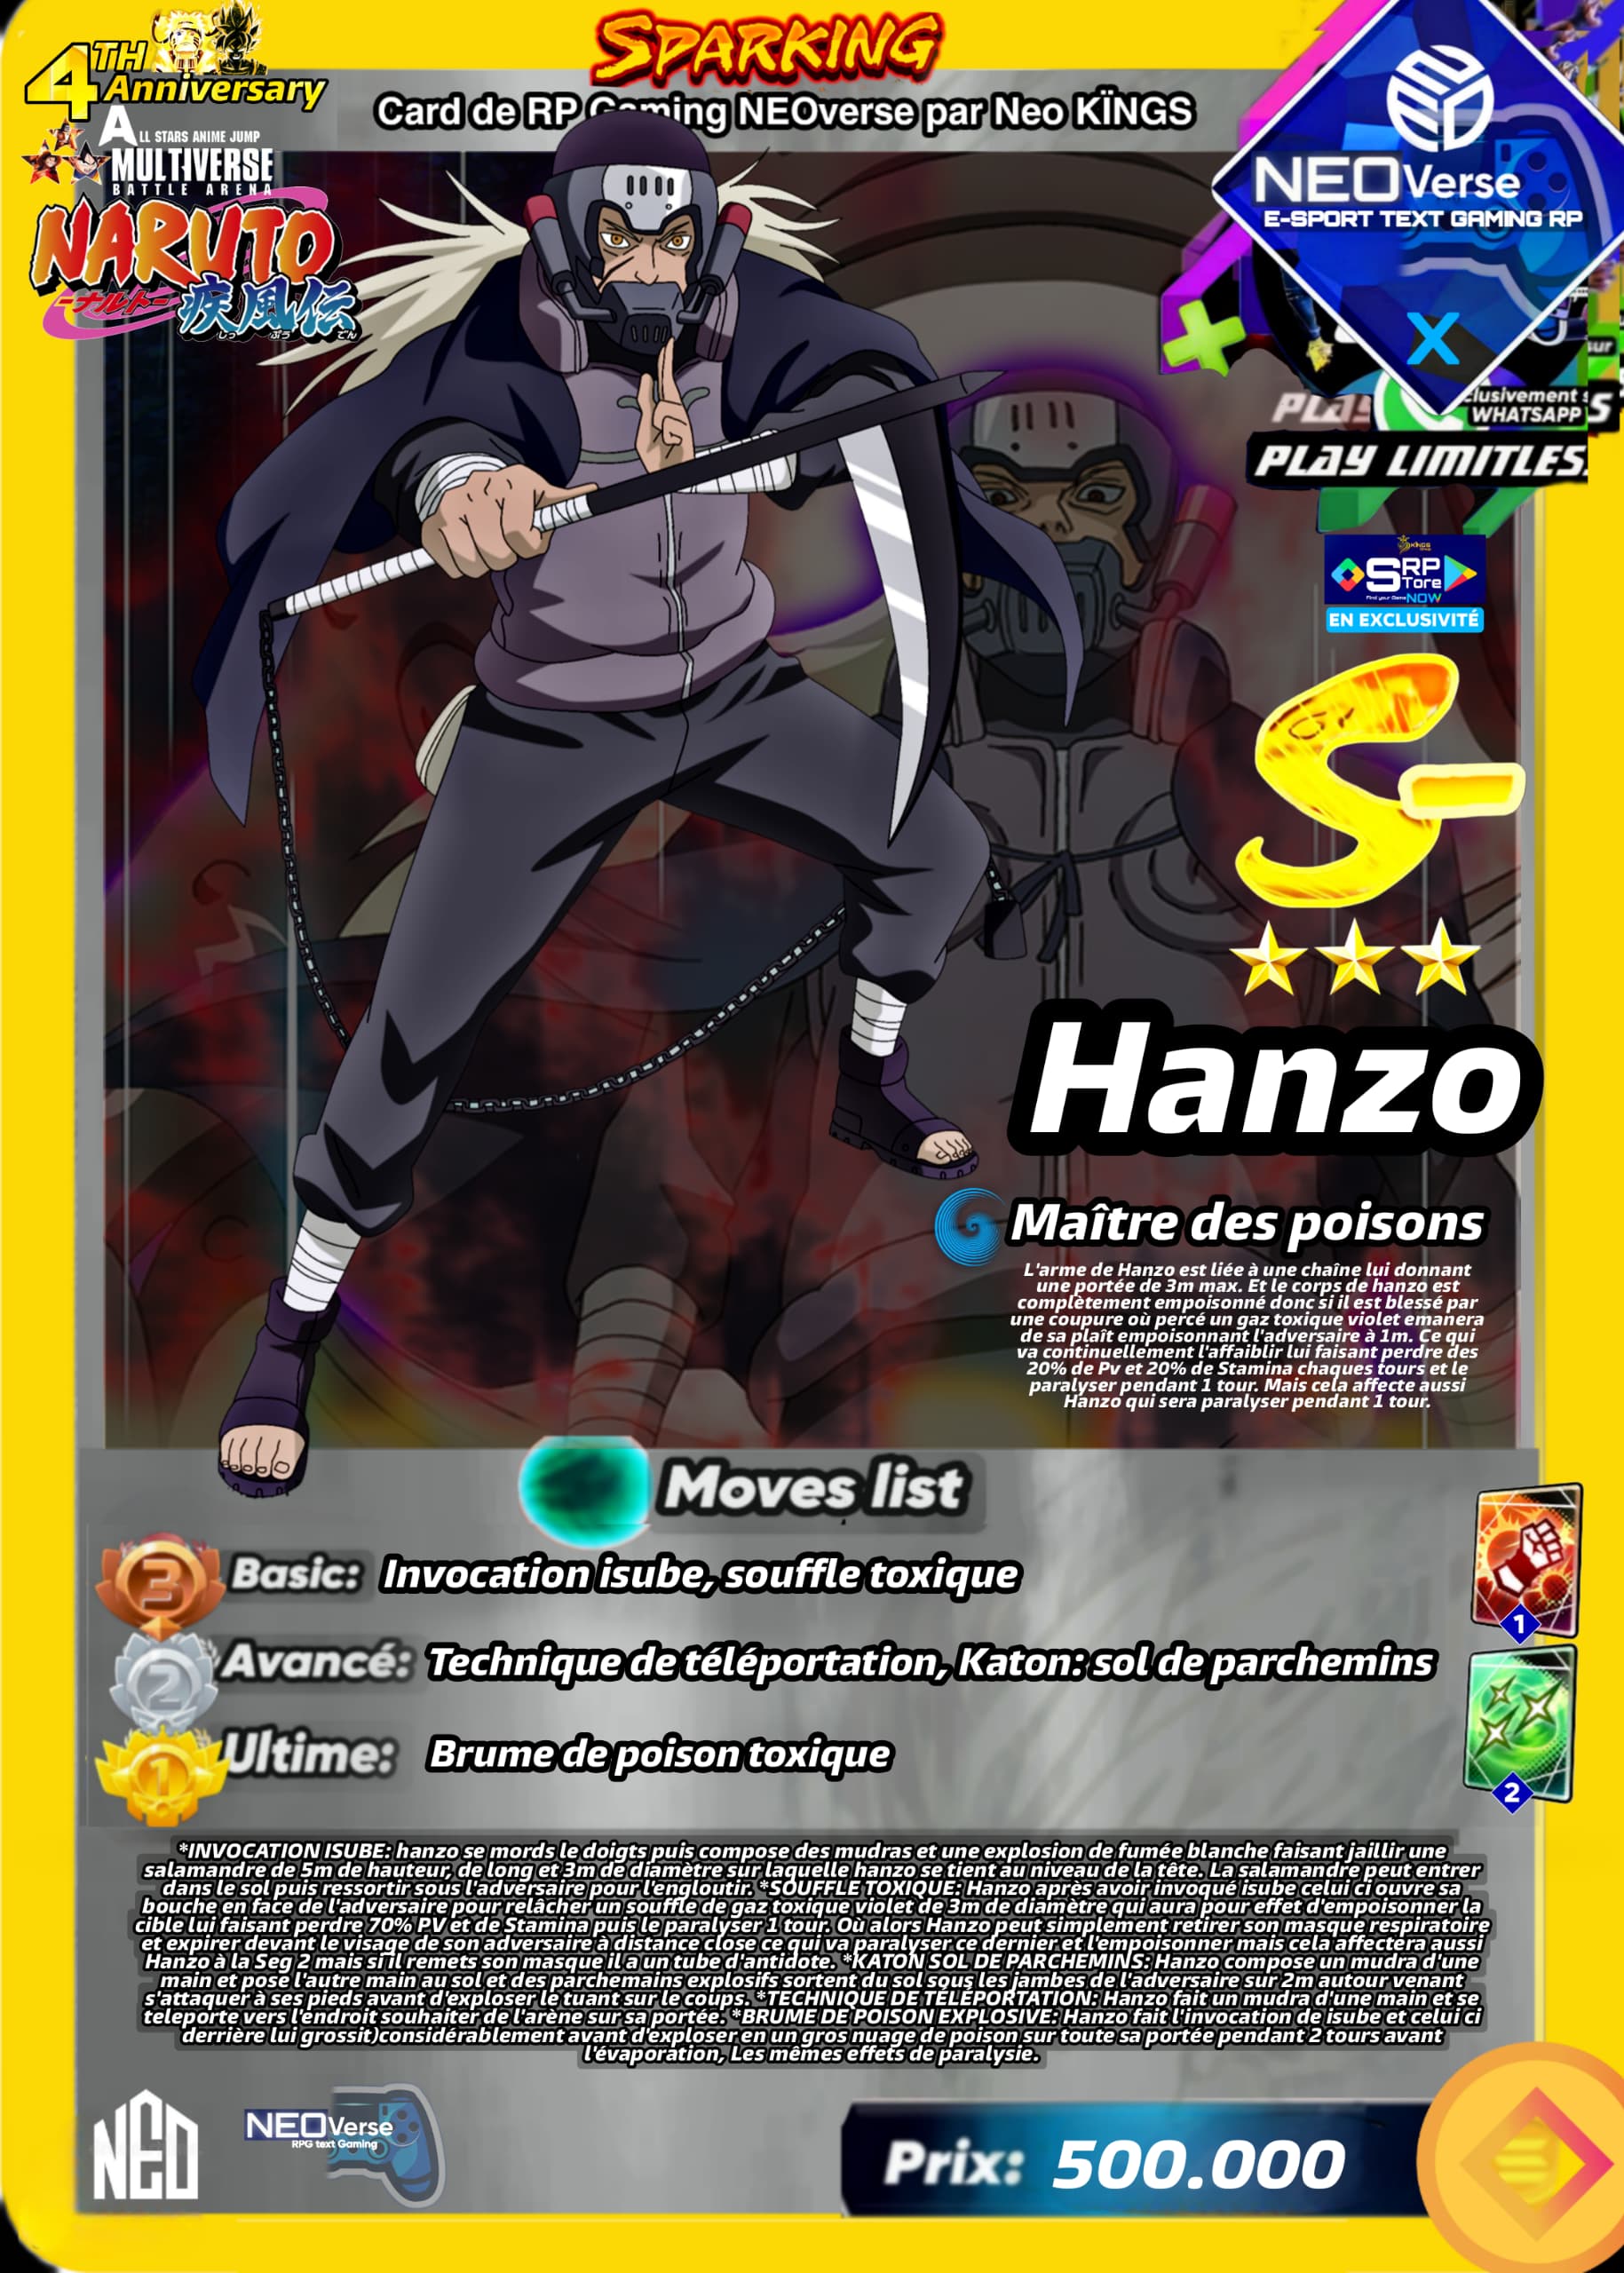 4TH
Anniversary
SPARKING
Card de RP Gaming NEOverse par Neo KÏNGS
ALL STARS ANIME JUMP
MULTIVERSE
BATTLE ARENA
NARUTO
-ナルト- 疾風伝
しっ ぷう でん
NEOVerse
E-SPORT TEXT GAMING RP
X
sur
PLAY
clusivement s
WHATSAPP S
PLAY LIMITLES
KINGS
SRP
Tore
Find your Game NOW
EN EXCLUSIVITÉ
S-
Hanzo
Maître des poisons
L'arme de Hanzo est liée à une chaîne lui donnant
une portée de 3m max. Et le corps de hanzo est
complètement empoisonné donc si il est blessé par
une coupure où percé un gaz toxique violet emanera
de sa plaît empoisonnant l'adversaire à 1m. Ce qui
va continuellement l'affaiblir lui faisant perdre des
20% de Pv et 20% de Stamina chaques tours et le
paralyser pendant 1 tour. Mais cela affecte aussi
Hanzo qui sera paralyser pendant 1 tour.
Moves list
3 Basic: Invocation isube, souffle toxique
1
2 Avancé: Technique de téléportation, Katon: sol de parchemins
1 Ultime: Brume de poison toxique
2
*INVOCATION ISUBE: hanzo se mords le doigts puis compose des mudras et une explosion de fumée blanche faisant jaillir une
salamandre de 5m de hauteur, de long et 3m de diamètre sur laquelle hanzo se tient au niveau de la tête. La salamandre peut entrer
dans le sol puis ressortir sous l'adversaire pour l'engloutir. *SOUFFLE TOXIQUE: Hanzo après avoir invoqué isube celui ci ouvre sa
bouche en face de l'adversaire pour relâcher un souffle de gaz toxique violet de 3m de diamètre qui aura pour effet d'empoisonner la
cible lui faisant perdre 70% PV et de Stamina puis le paralyser 1 tour. Où alors Hanzo peut simplement retirer son masque respiratoire
et expirer devant le visage de son adversaire à distance close ce qui va paralyser ce dernier et l'empoisonner mais cela affectera aussi
Hanzo à la Seg 2 mais si il remets son masque il a un tube d'antidote. *KATON SOL DE PARCHEMINS: Hanzo compose un mudra d'une
main et pose l'autre main au sol et des parchemains explosifs sortent du sol sous les jambes de l'adversaire sur 2m autour venant
s'attaquer à ses pieds avant d'exploser le tuant sur le coups. *TECHNIQUE DE TÉLÉPORTATION: Hanzo fait un mudra d'une main et se
teleporte vers l'endroit souhaiter de l'arène sur sa portée. *BRUME DE POISON EXPLOSIVE: Hanzo fait l'invocation de isube et celui ci
derrière lui grossit)considérablement avant d'exploser en un gros nuage de poison sur toute sa portée pendant 2 tours avant
l'évaporation, Les mêmes effets de paralysie.
NEO
NEOVerse
RPG text Gaming
Prix: 500.000